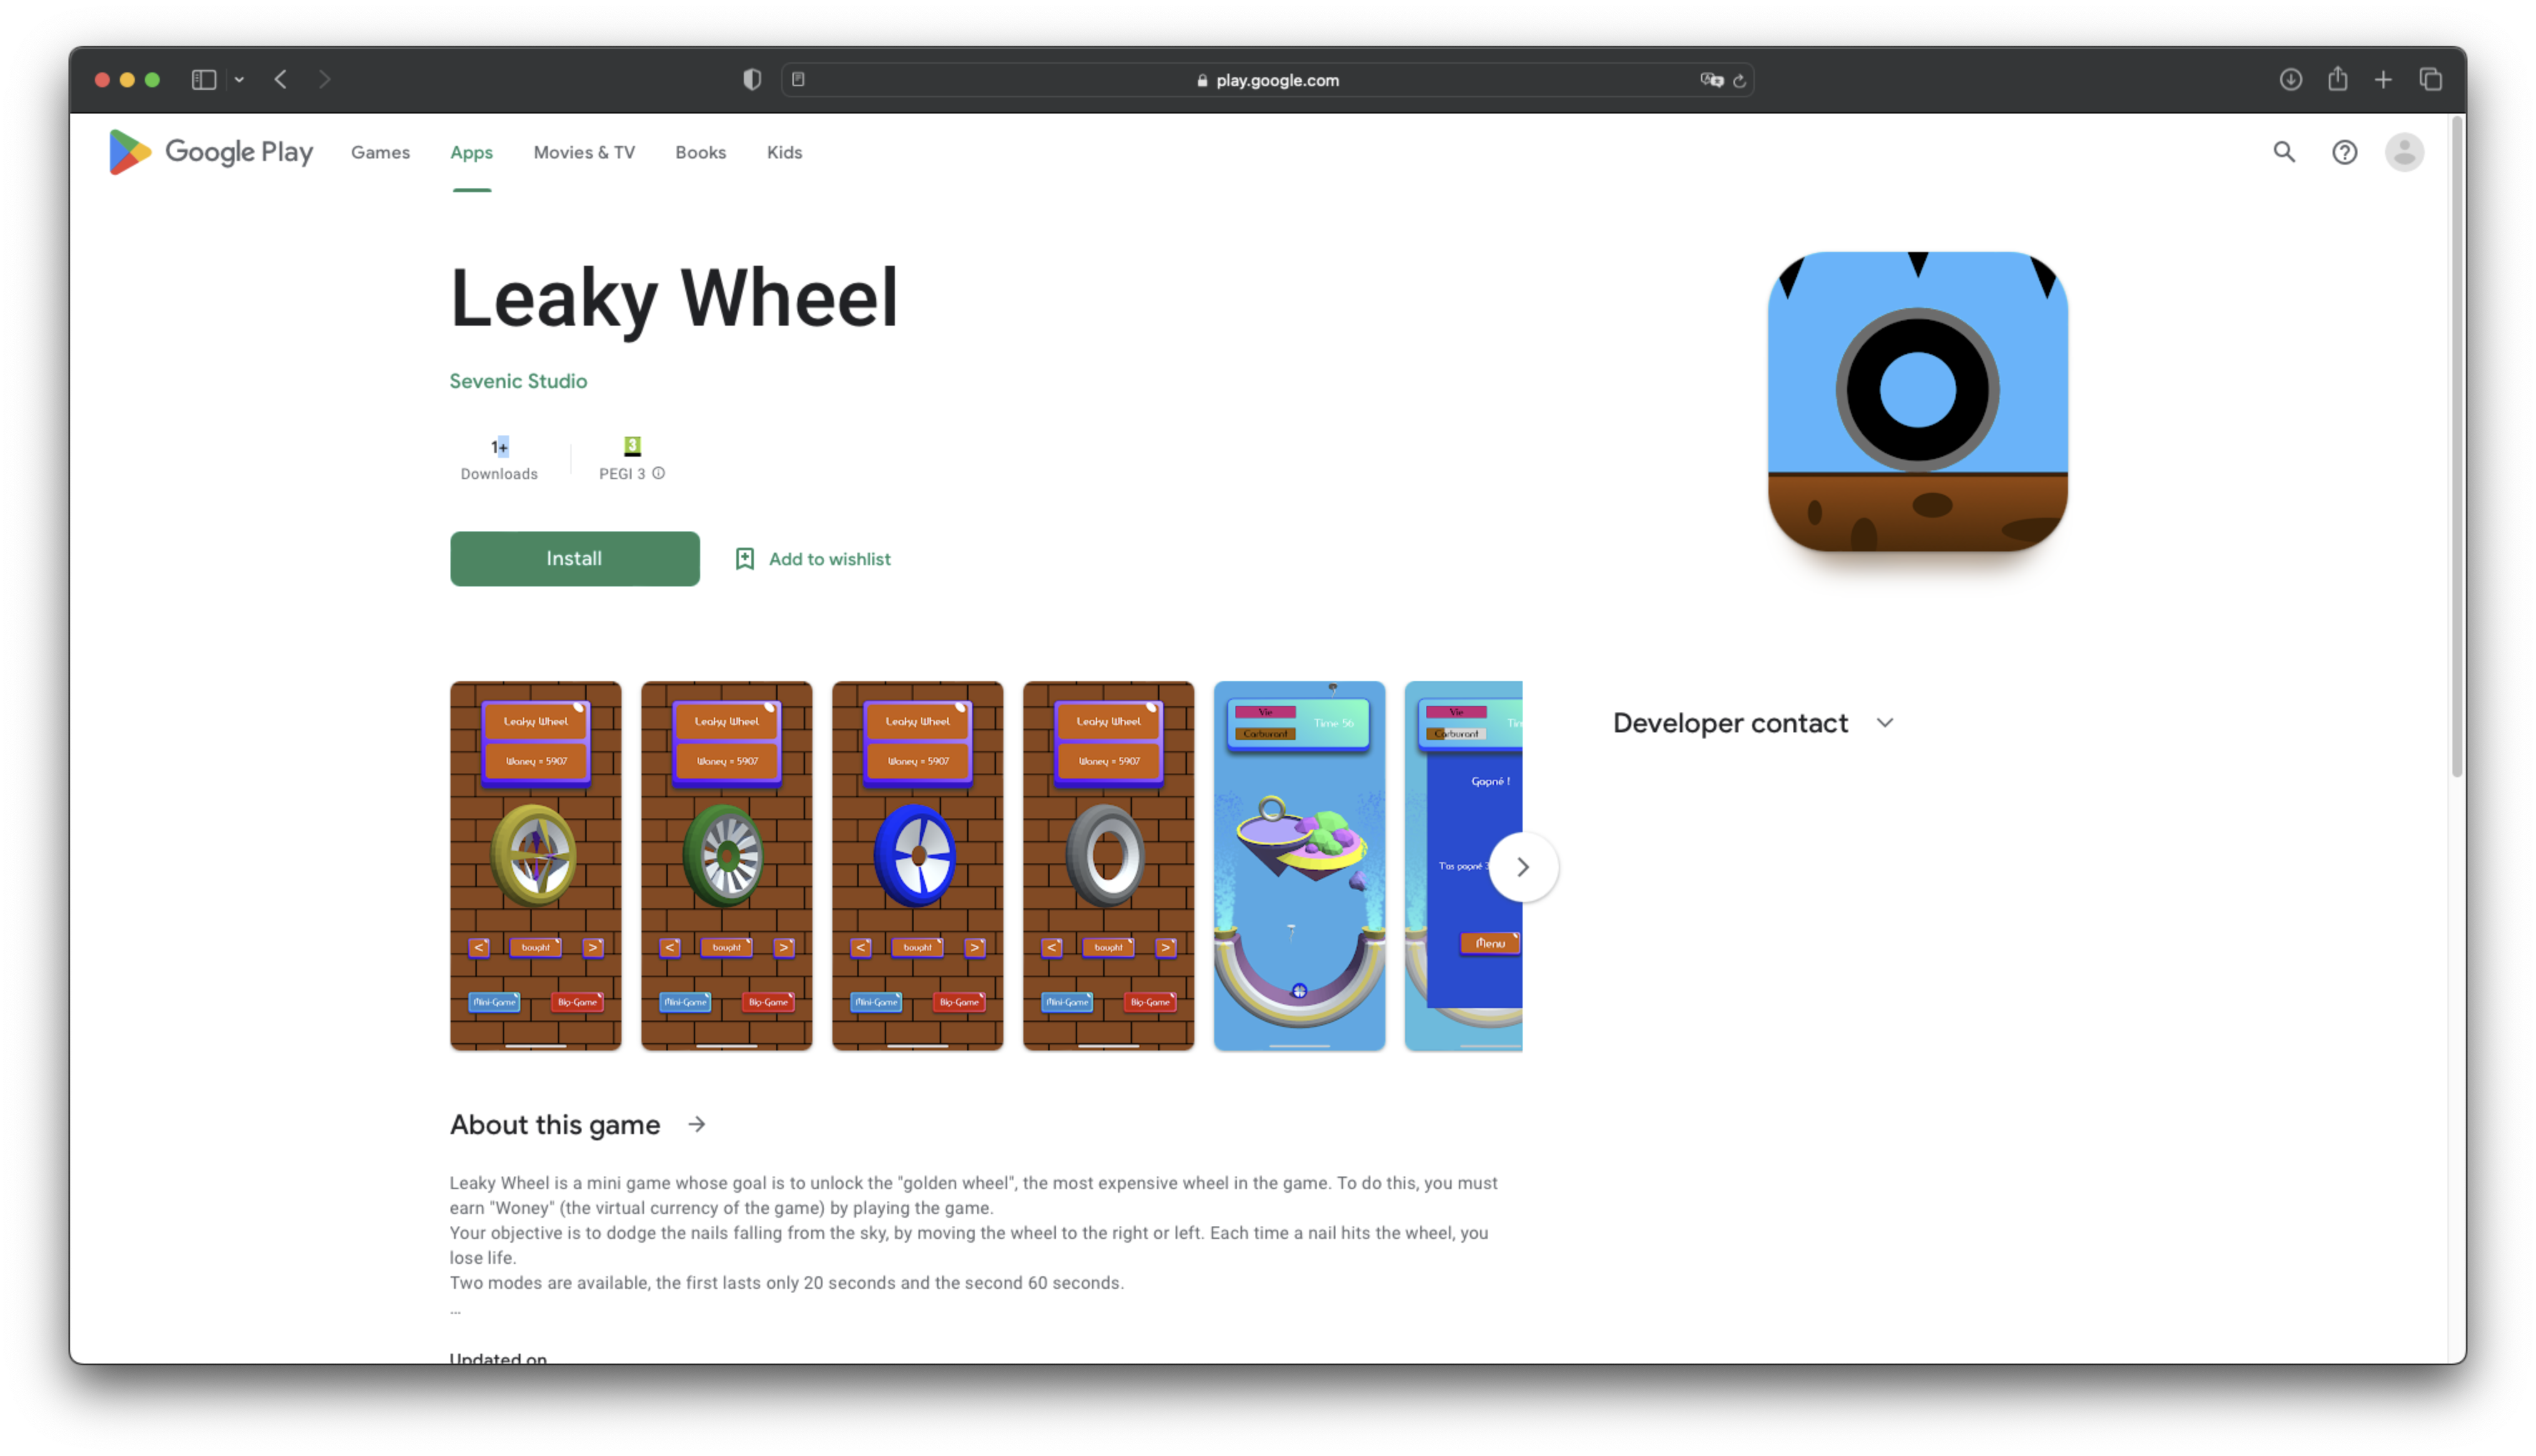 play.google.com
Google Play Games Apps Movies & TV Books Kids
Leaky Wheel
Sevenic Studio
1+ 3
Downloads PEGI 3
Install Add to wishlist
Leaky Wheel
Woney = 5907
bought
Mini-Game Big-Game
Leaky Wheel
Woney = 5907
bought
Mini-Game Big-Game
Leaky Wheel
Woney = 5907
bought
Mini-Game Big-Game
Leaky Wheel
Woney = 5907
bought
Mini-Game Big-Game
Vie
Time 56
Carburant
Vie
Carburant
Gagné !
T'as gagné
Menu
Developer contact
About this game
Leaky Wheel is a mini game whose goal is to unlock the "golden wheel", the most expensive wheel in the game. To do this, you must
earn "Woney" (the virtual currency of the game) by playing the game.
Your objective is to dodge the nails falling from the sky, by moving the wheel to the right or left. Each time a nail hits the wheel, you
lose life.
Two modes are available, the first lasts only 20 seconds and the second 60 seconds.
...
Updated on